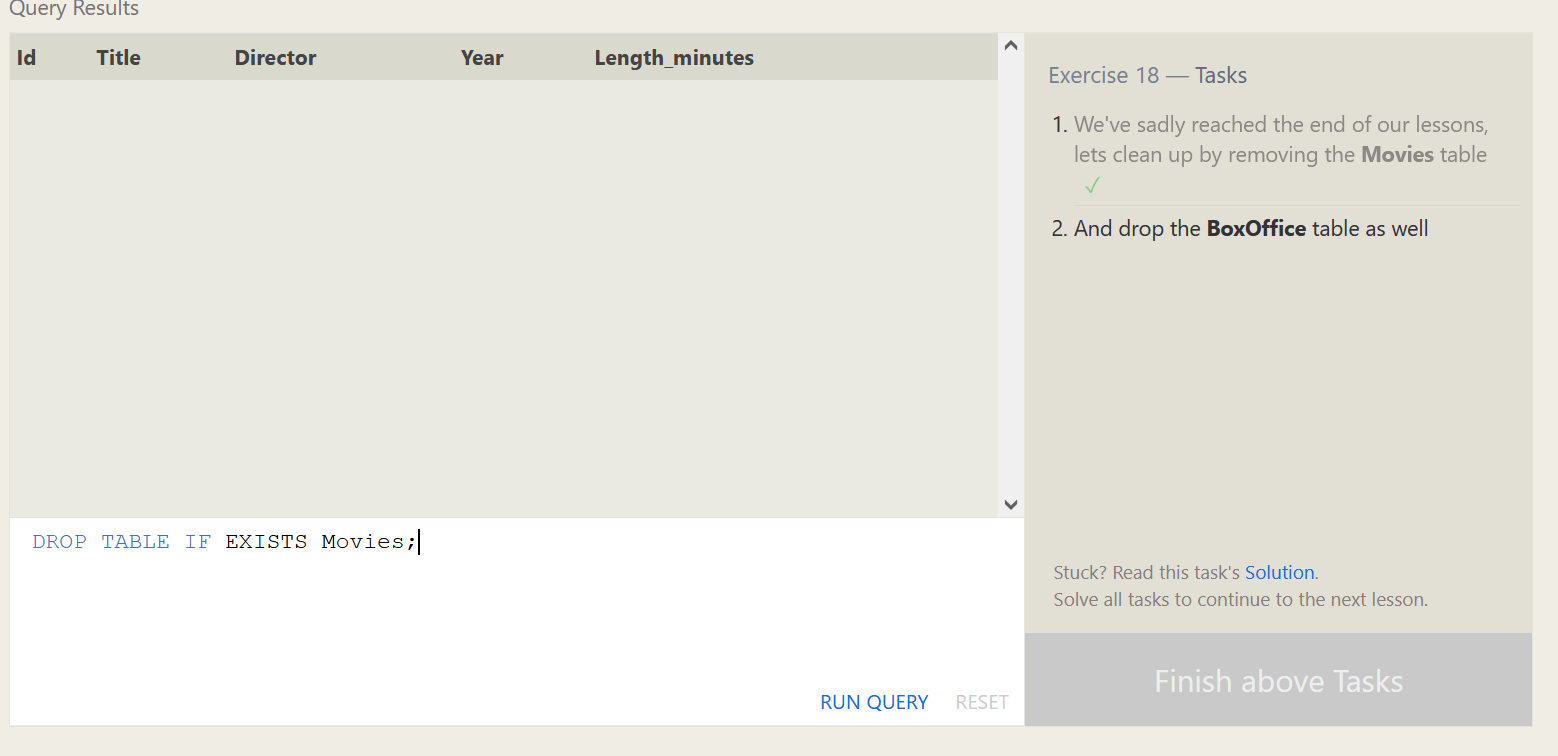 Query Results
Id Title Director Year Length_minutes
Exercise 18 — Tasks
1. We've sadly reached the end of our lessons,
lets clean up by removing the Movies table
✓
2. And drop the BoxOffice table as well
DROP TABLE IF EXISTS Movies;
Stuck? Read this task's Solution.
Solve all tasks to continue to the next lesson.
RUN QUERY RESET
Finish above Tasks